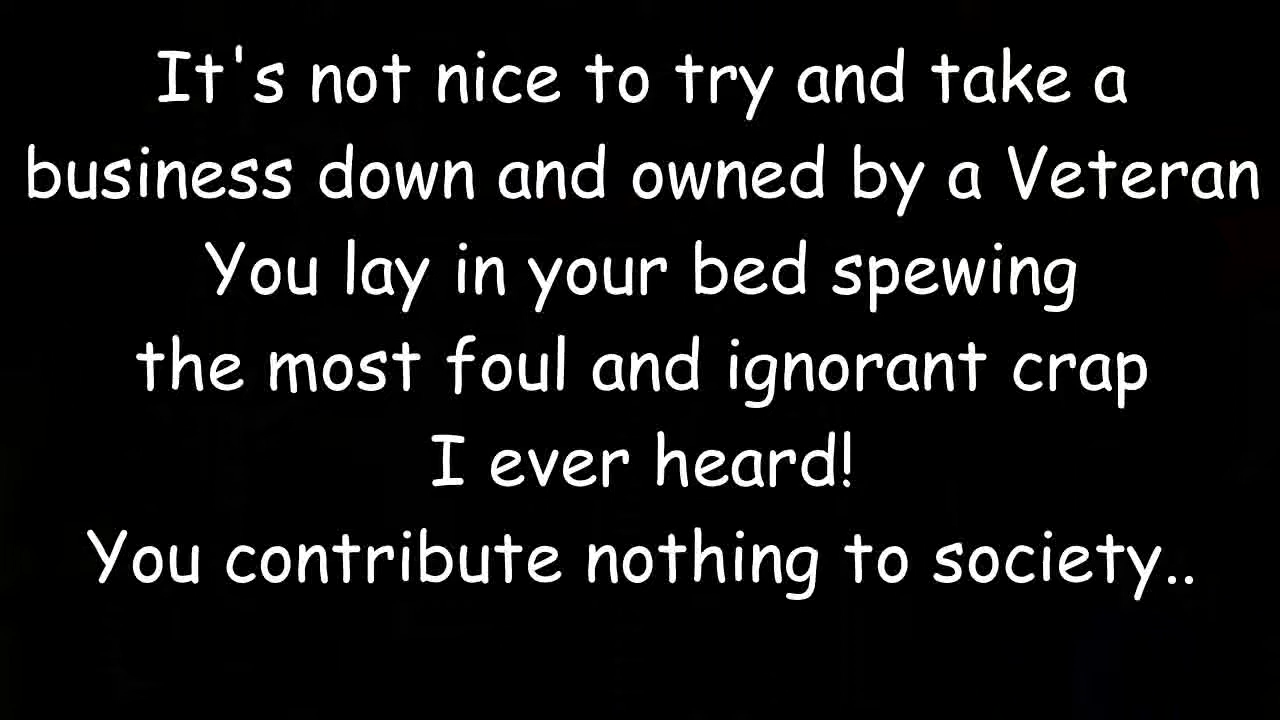 It's not nice to try and take a
business down and owned by a Veteran
You lay in your bed spewing
the most foul and ignorant crap
I ever heard!
You contribute nothing to society..